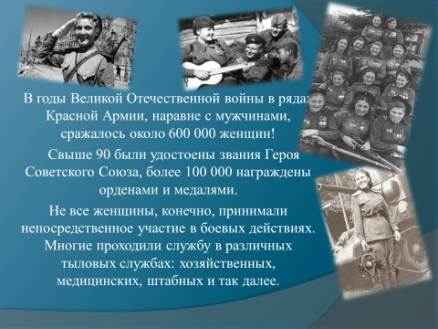 В годы Великой Отечественной войны в рядах
Красной Армии, наравне с мужчинами,
сражалось около 600 000 женщин!
Свыше 90 были удостоены звания Героя
Советского Союза, более 100 000 награждены
орденами и медалями.
Не все женщины, конечно, принимали
непосредственное участие в боевых действиях.
Многие проходили службу в различных
тыловых службах: хозяйственных,
медицинских, штабных и так далее.